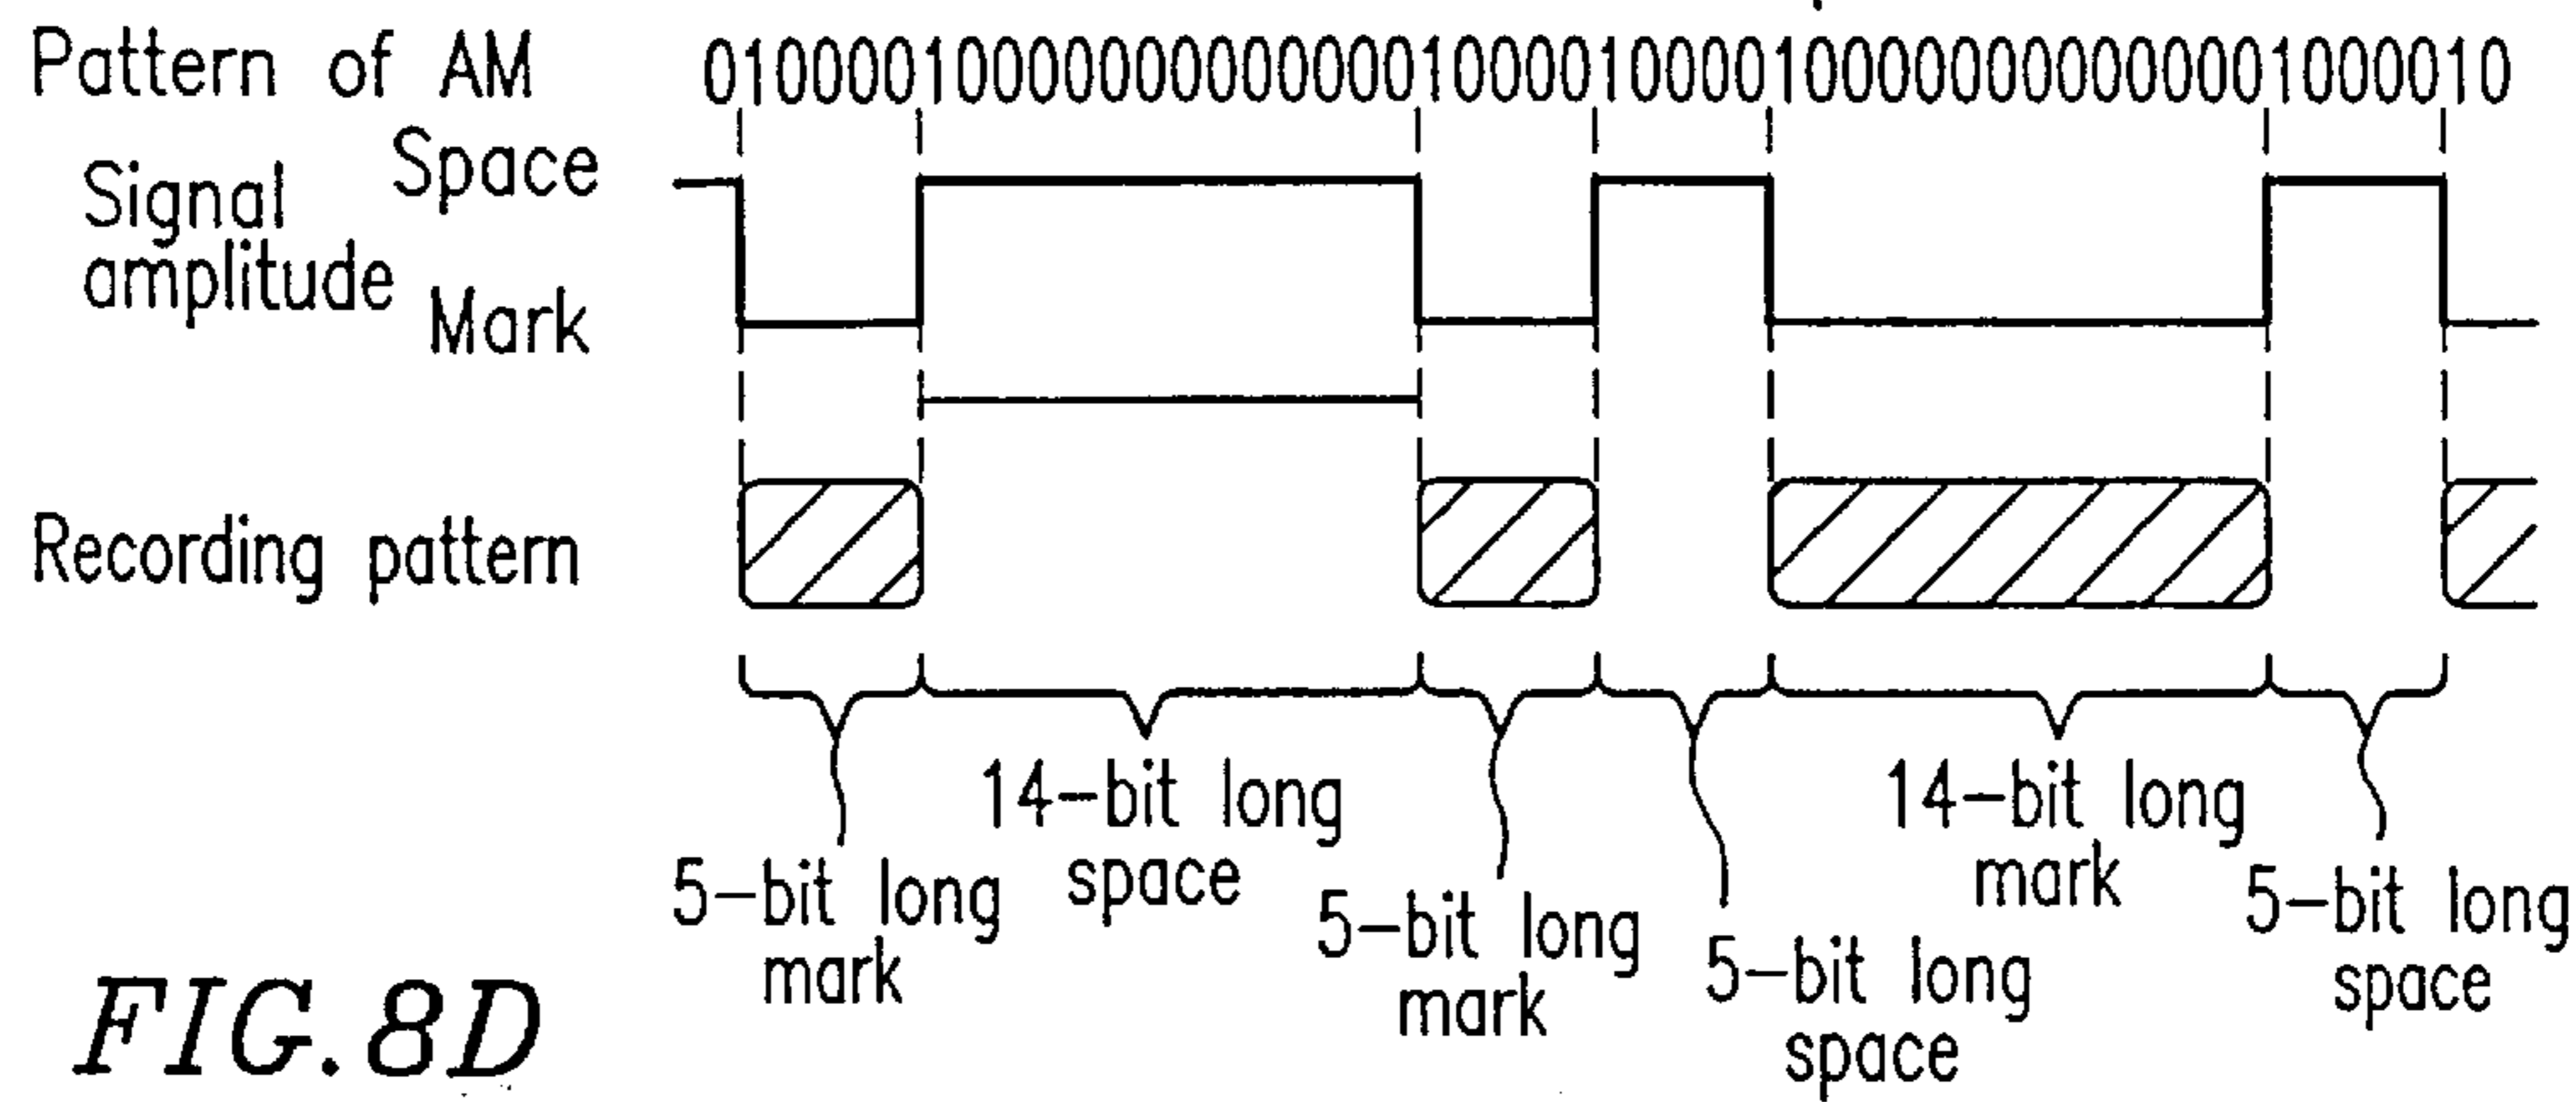 Pattern of AM 010000100000000000001000010000100000000000001000010
Space
Signal
amplitude
Mark
Recording pattern
14-bit long
space
14-bit long
mark
5-bit long
mark
5-bit long
mark
5-bit long
space
5-bit long
space
FIG.8D